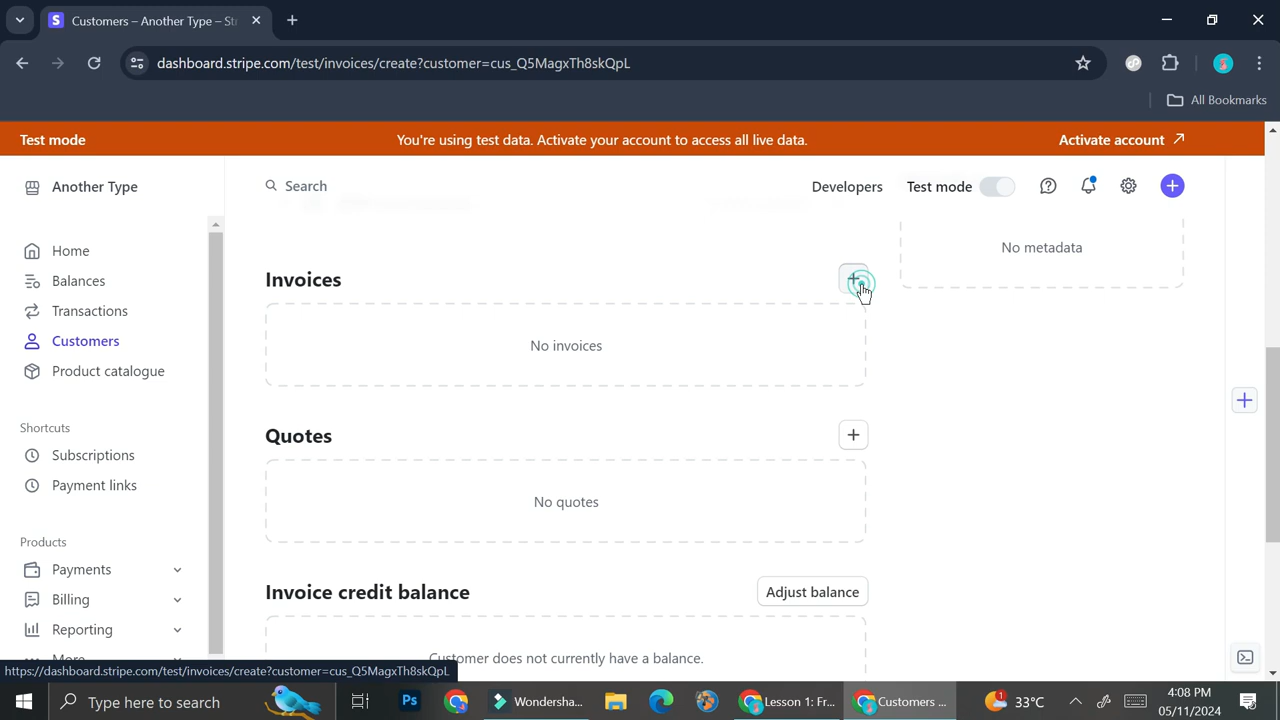 Customers – Another Type – St
dashboard.stripe.com/test/invoices/create?customer=cus_Q5MagxTh8skQpL
All Bookmarks
Test mode
You're using test data. Activate your account to access all live data.
Activate account
Another Type
Search
Developers
Test mode
Home
Balances
Transactions
Customers
Product catalogue
Shortcuts
Subscriptions
Payment links
Products
Payments
Billing
Reporting
More
No metadata
Invoices
No invoices
Quotes
No quotes
Invoice credit balance
Adjust balance
Customer does not currently have a balance.
https://dashboard.stripe.com/test/invoices/create?customer=cus_Q5MagxTh8skQpL
Type here to search
Ps
Wondersha...
Lesson 1: Fr...
Customers ...
1
33°C
4:08 PM
05/11/2024